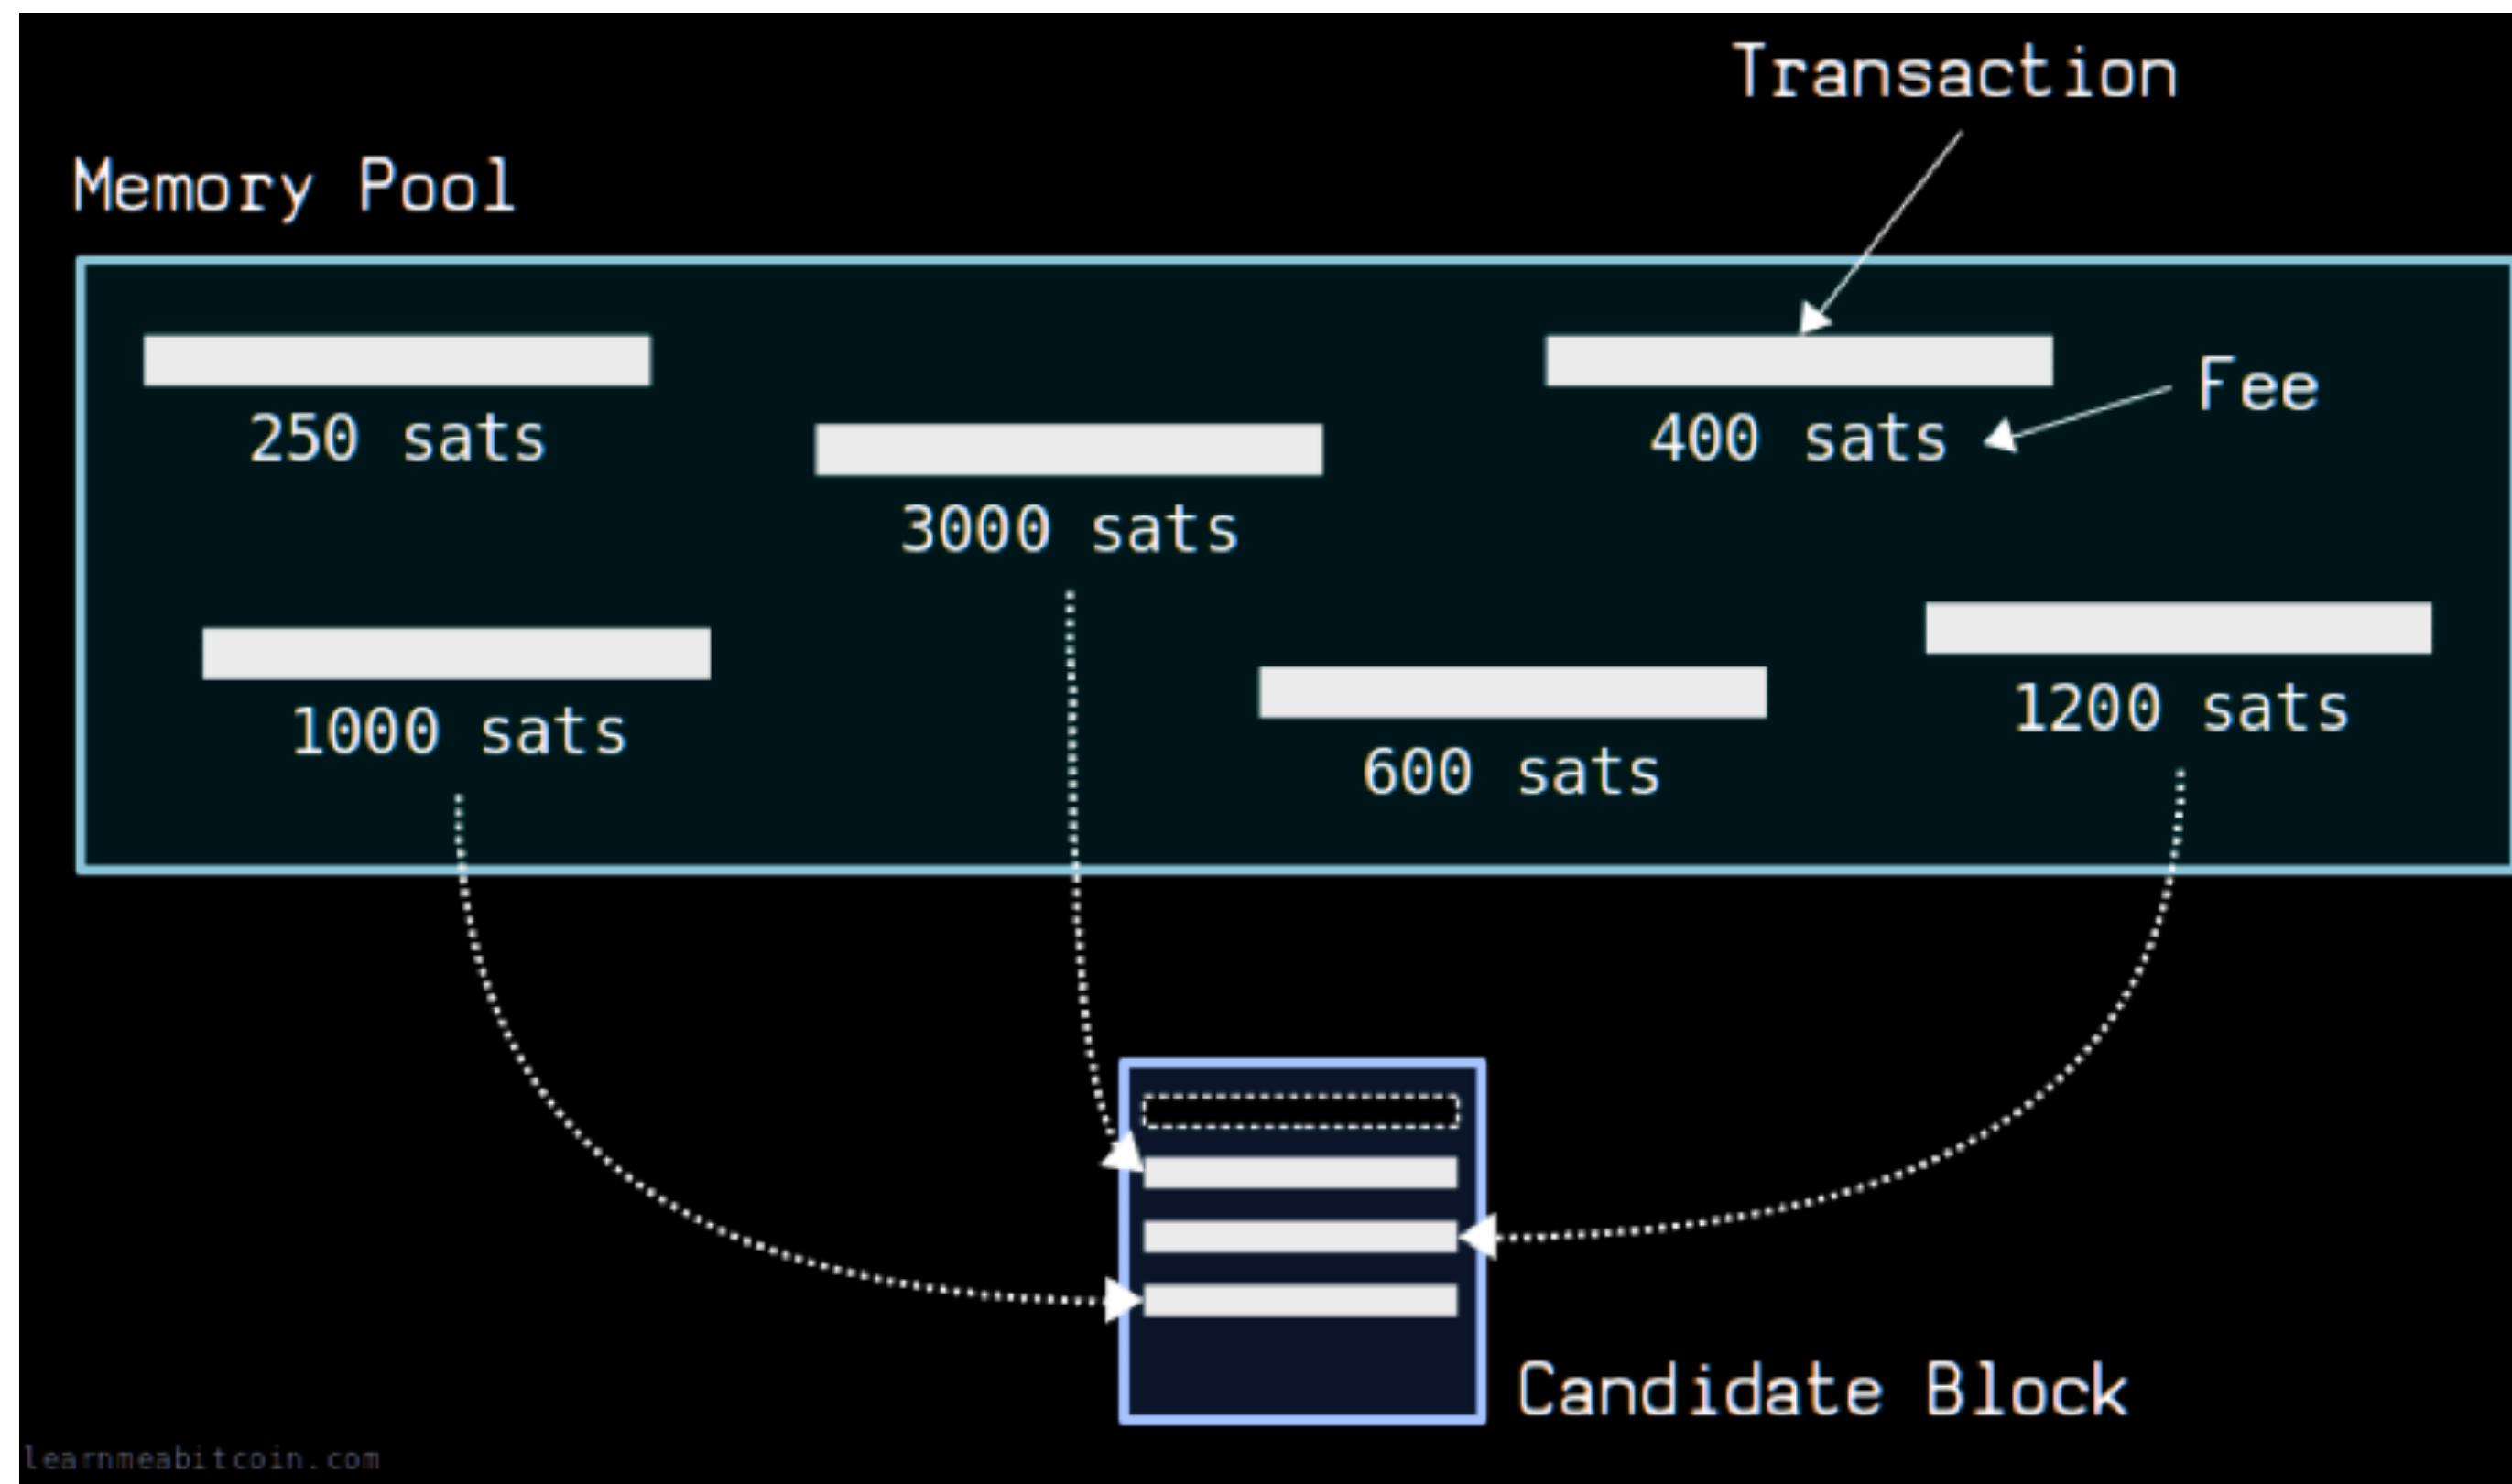 Transaction
Memory Pool
250 sats
3000 sats
400 sats
Fee
1000 sats
600 sats
1200 sats
Candidate Block
learnmeabitcoin.com